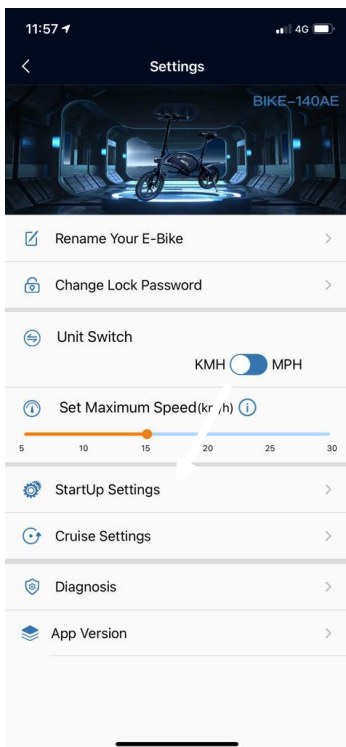 11:57
4G
Settings
BIKE-140AE
Rename Your E-Bike
Change Lock Password
Unit Switch
KMH MPH
Set Maximum Speed(km/h)
5 10 15 20 25 30
StartUp Settings
Cruise Settings
Diagnosis
App Version